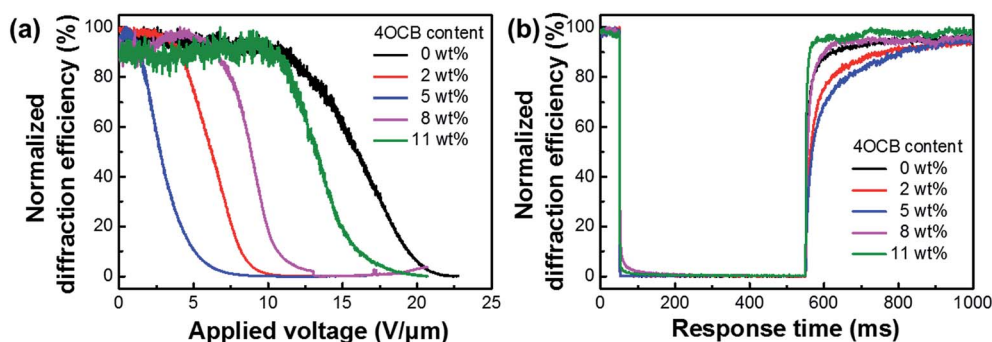 (a)
Normalized
diffraction efficiency (%)
100
80
60
40
20
0
4OCB content
0 wt%
2 wt%
5 wt%
8 wt%
11 wt%
0 5 10 15 20 25
Applied voltage (V/μm)
(b)
Normalized
diffraction efficiency (%)
100
80
60
40
20
0
4OCB content
0 wt%
2 wt%
5 wt%
8 wt%
11 wt%
0 200 400 600 800 1000
Response time (ms)